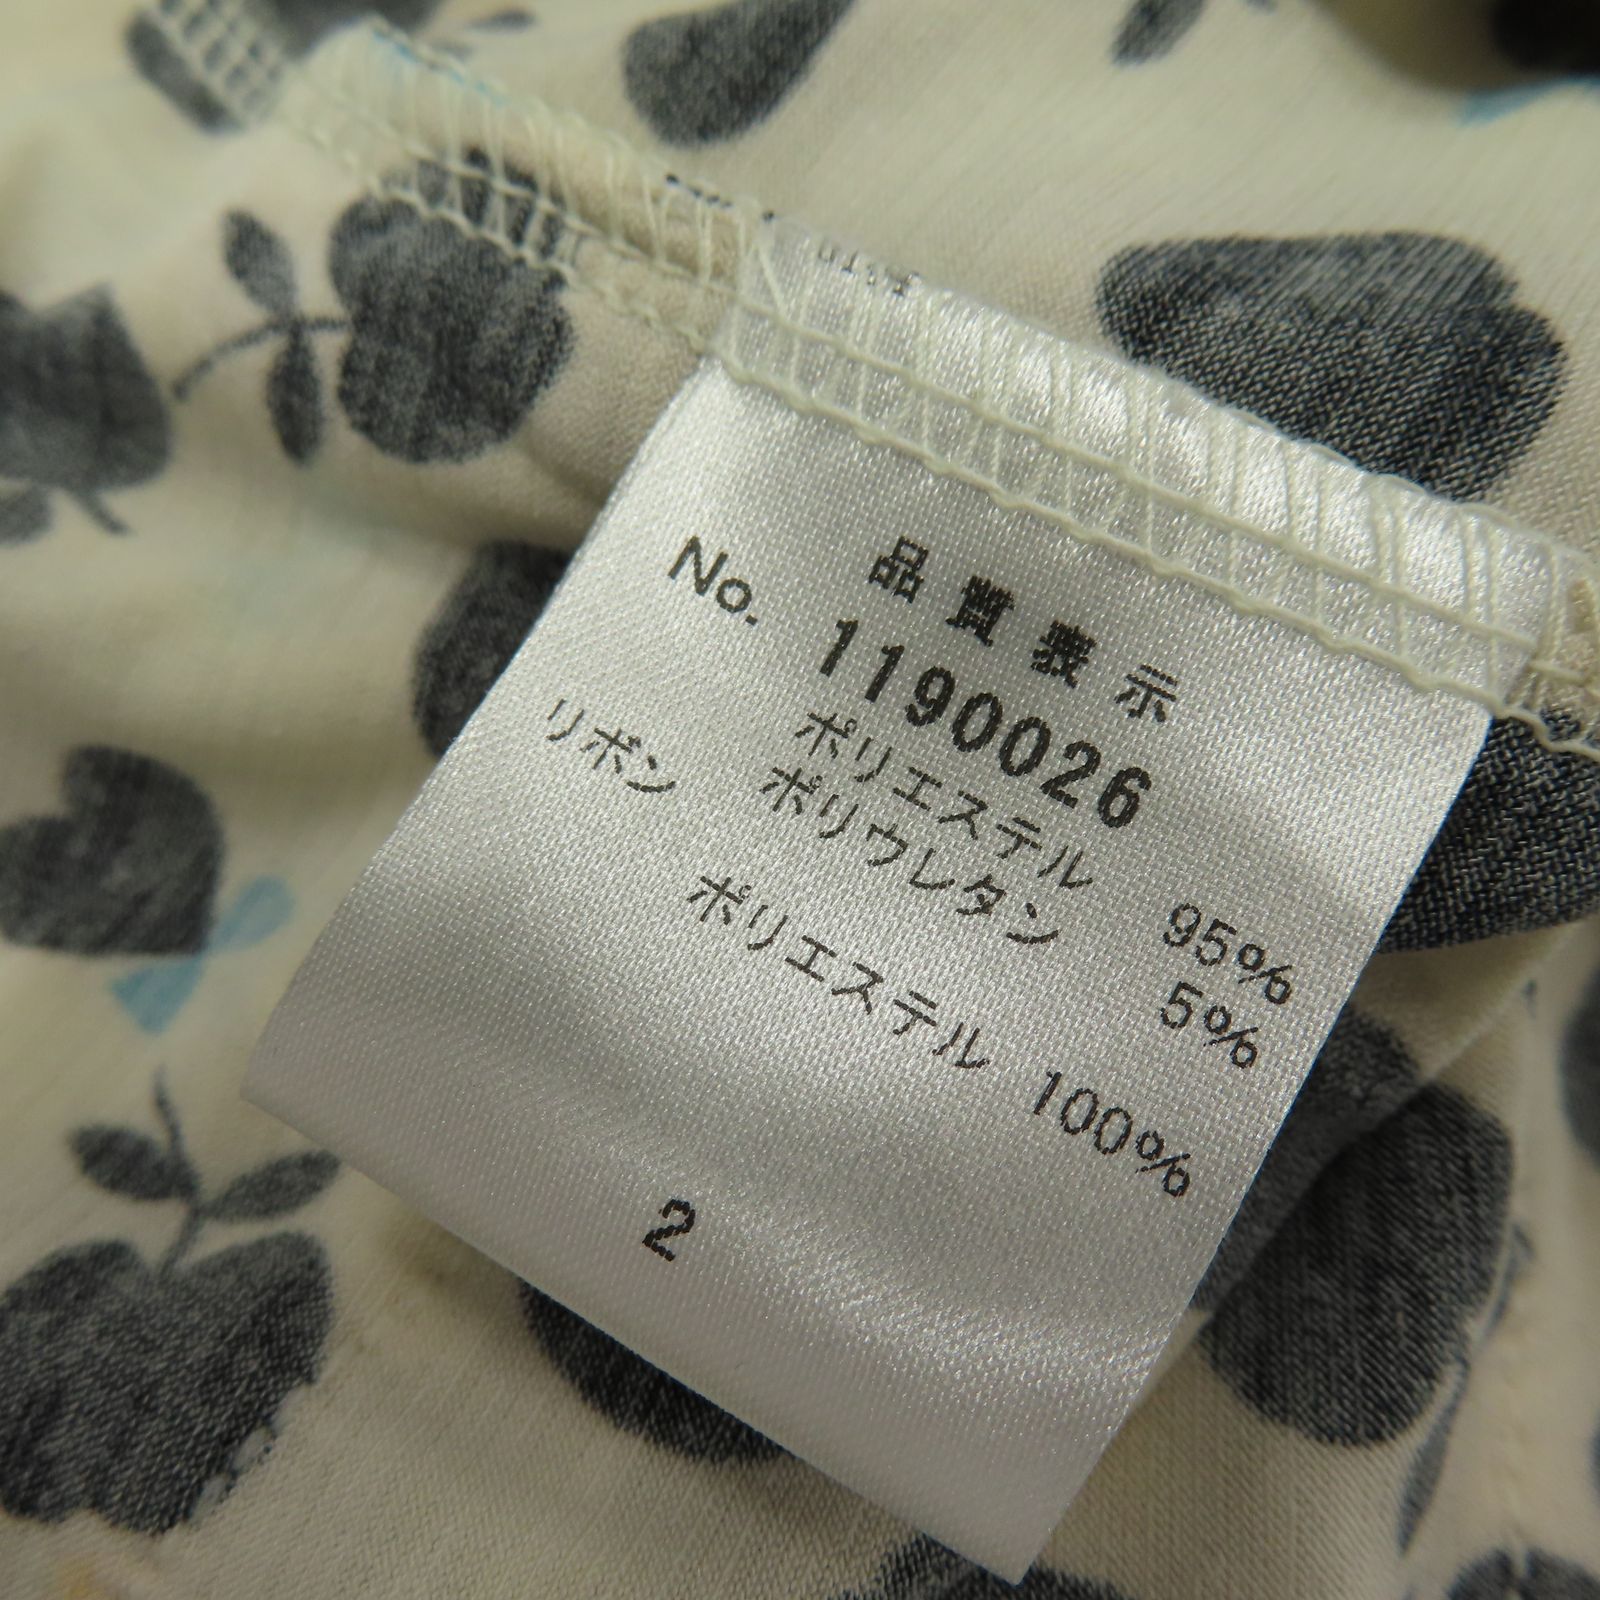 品質表示
No. 1190026
ポリエステル 95%
ポリウレタン 5%
リボン
ポリエステル 100%
2